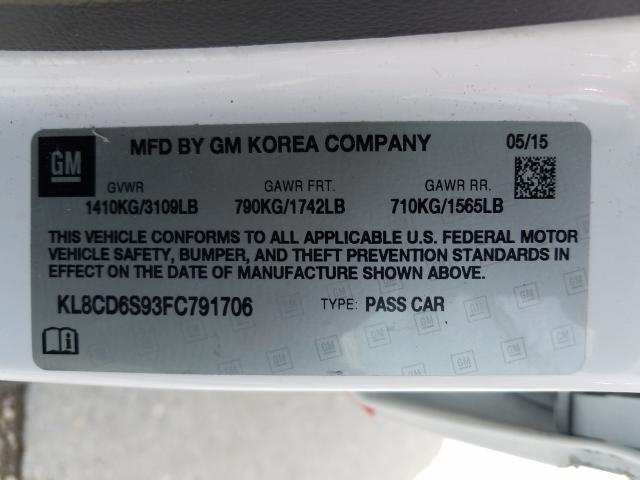 GM MFD BY GM KOREA COMPANY 05/15
GVWR GAWR FRT. GAWR RR.
1410KG/3109LB 790KG/1742LB 710KG/1565LB
THIS VEHICLE CONFORMS TO ALL APPLICABLE U.S. FEDERAL MOTOR
VEHICLE SAFETY, BUMPER, AND THEFT PREVENTION STANDARDS IN
EFFECT ON THE DATE OF MANUFACTURE SHOWN ABOVE.
KL8CD6S93FC791706 TYPE: PASS CAR